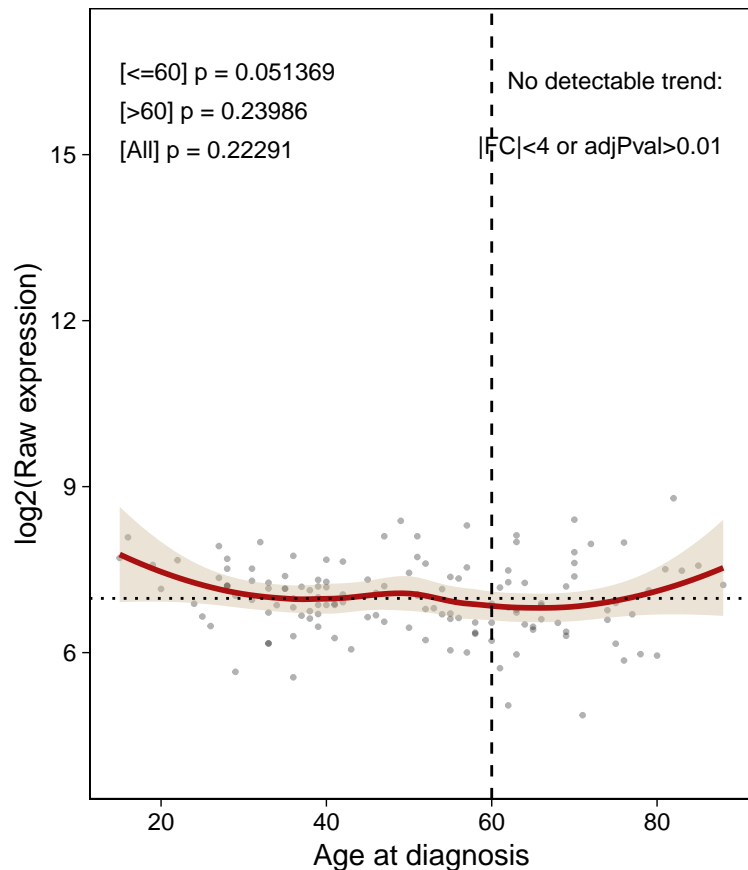 [<=60] p = 0.051369
[>60] p = 0.23986
[All] p = 0.22291
No detectable trend:
|FC|<4 or adjPval>0.01
log2(Raw expression)
15
12
9
6
20
40
60
80
Age at diagnosis